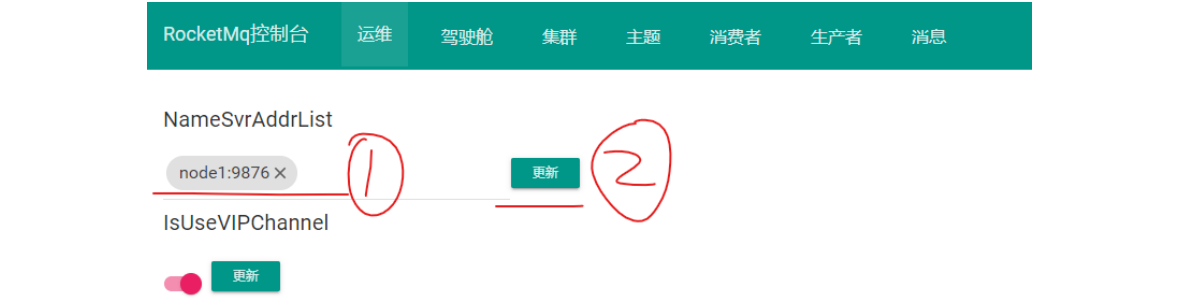 RocketMq控制台 运维 驾驶舱 集群 主题 消费者 生产者 消息
NameSvrAddrList
node1:9876 × 1 更新 2
IsUseVIPChannel
更新